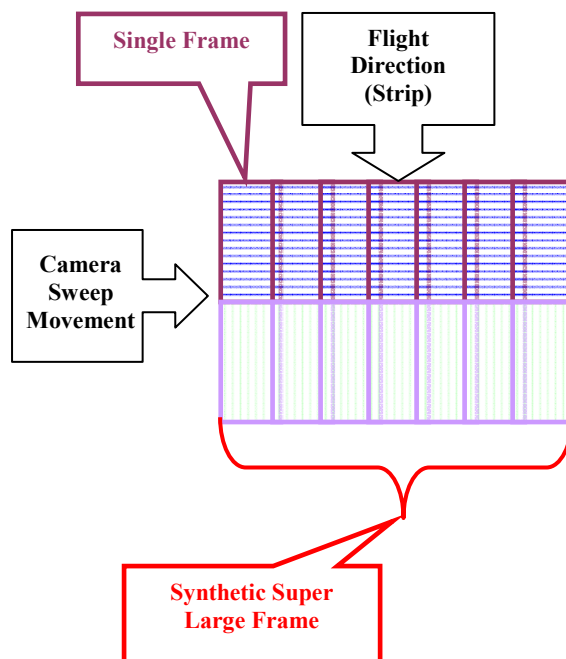 Single Frame
Flight
Direction
(Strip)
Camera
Sweep
Movement
Synthetic Super
Large Frame